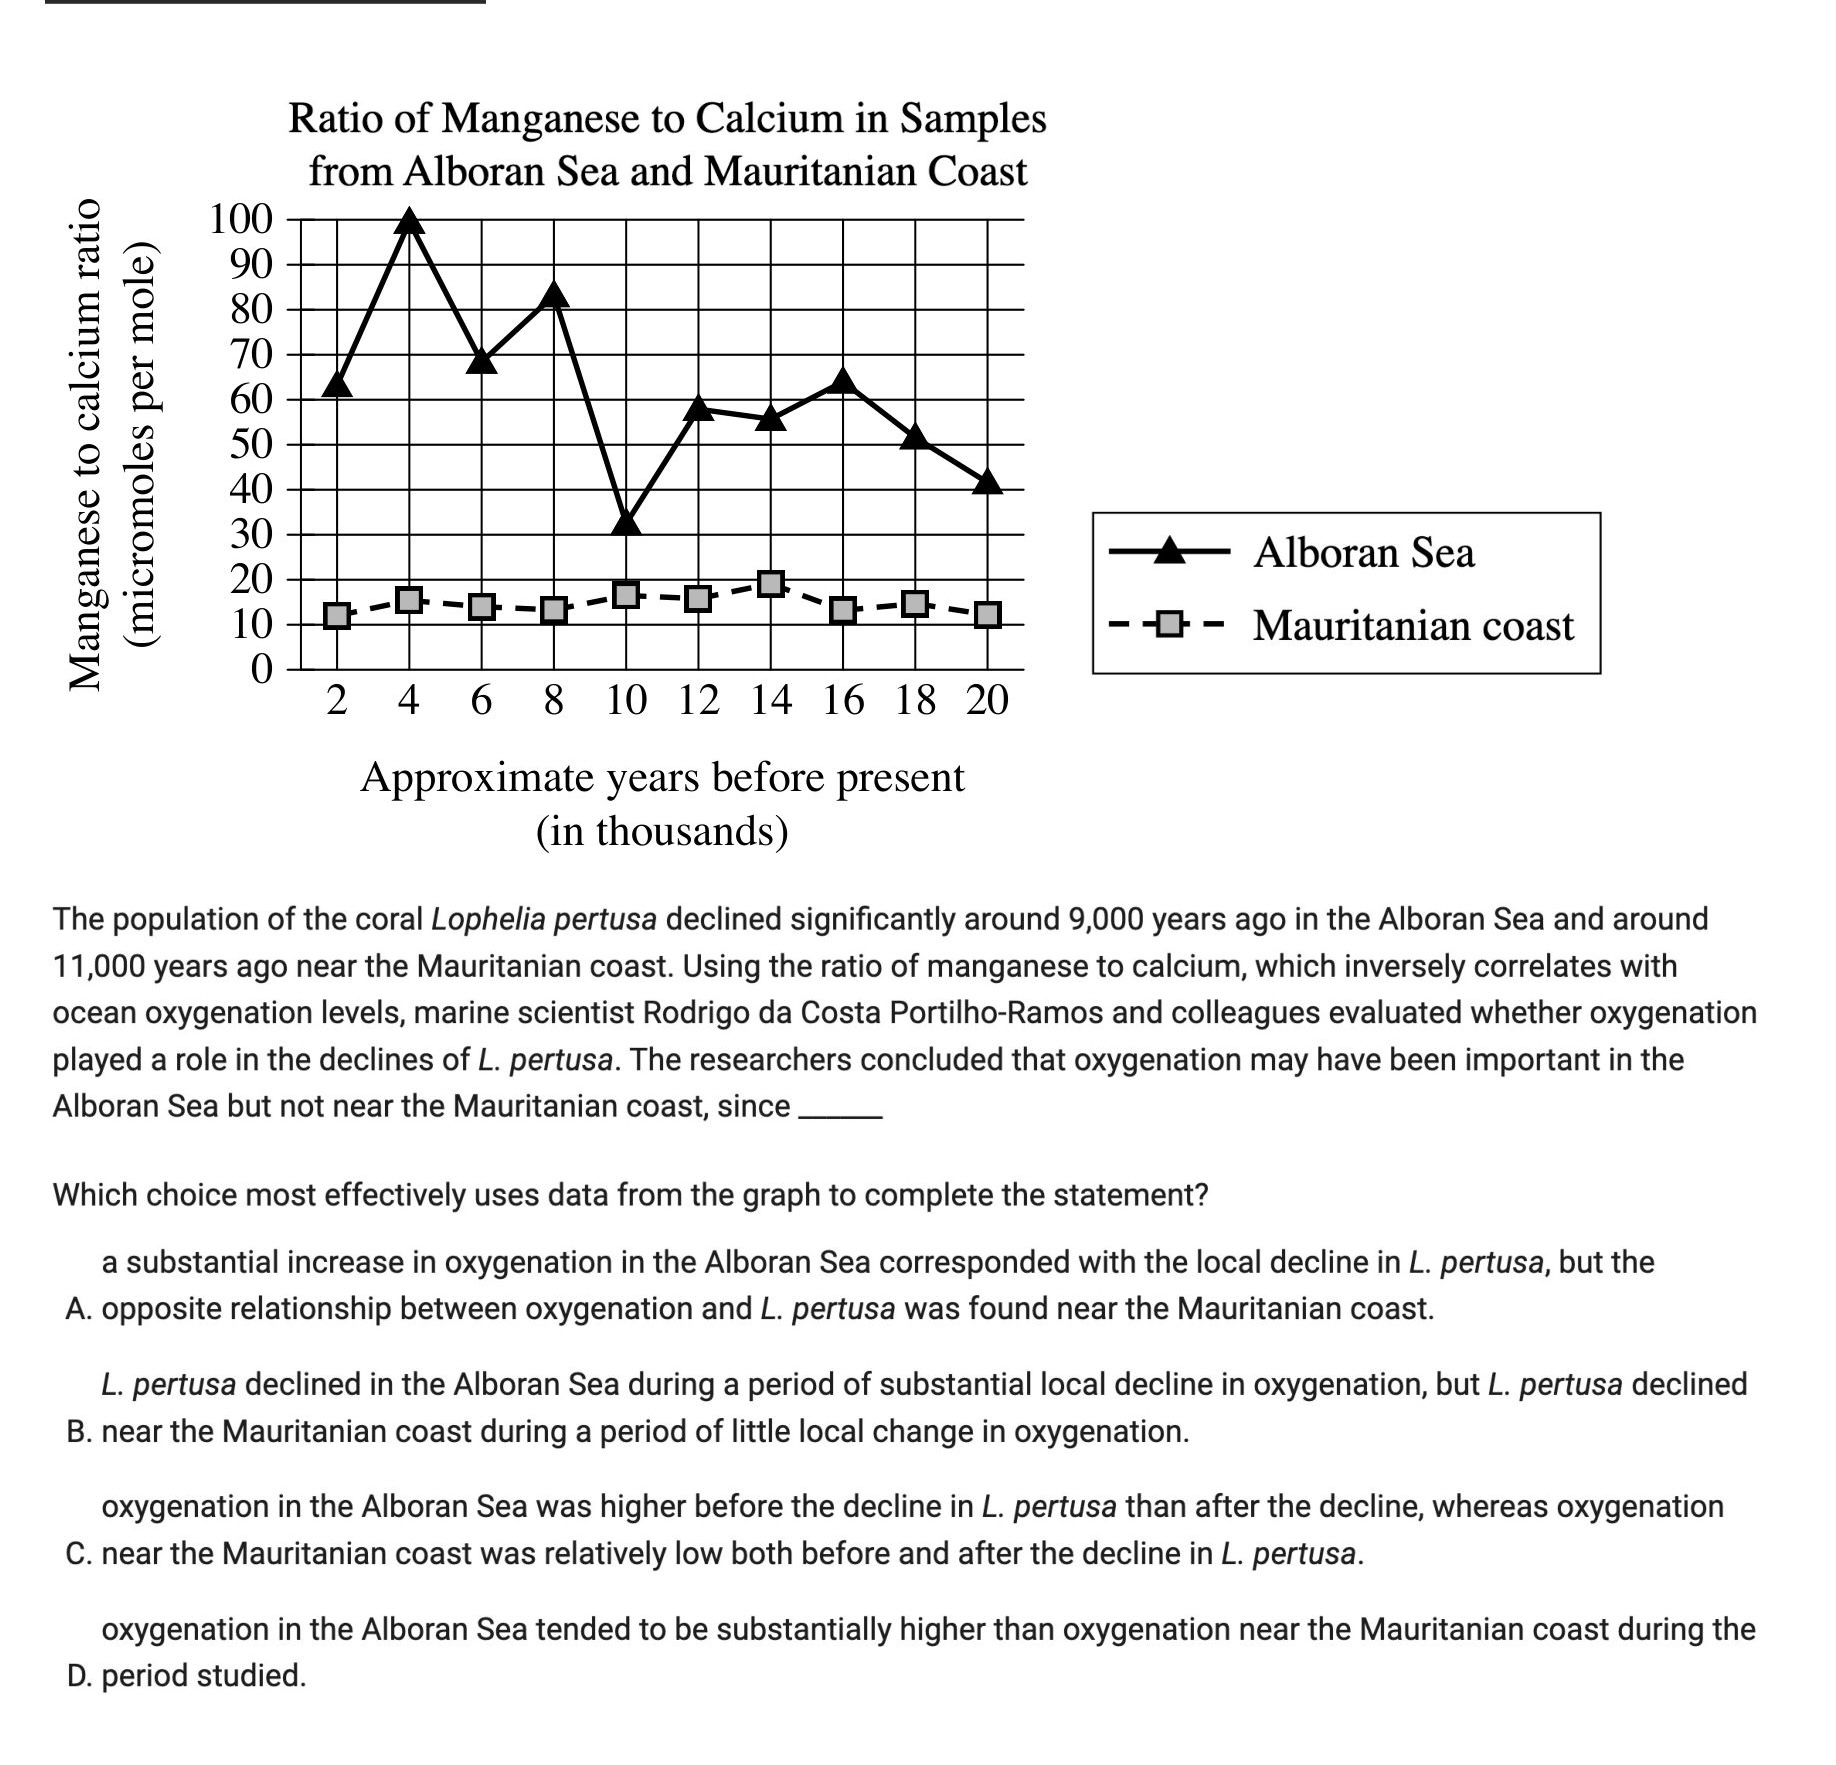 Ratio of Manganese to Calcium in Samples
from Alboran Sea and Mauritanian Coast
Manganese to calcium ratio
(micromoles per mole)
100
90
80
70
60
50
40
30
20
10
0
2 4 6 8 10 12 14 16 18 20
Approximate years before present
(in thousands)
Alboran Sea
Mauritanian coast
The population of the coral Lophelia pertusa declined significantly around 9,000 years ago in the Alboran Sea and around
11,000 years ago near the Mauritanian coast. Using the ratio of manganese to calcium, which inversely correlates with
ocean oxygenation levels, marine scientist Rodrigo da Costa Portilho-Ramos and colleagues evaluated whether oxygenation
played a role in the declines of L. pertusa. The researchers concluded that oxygenation may have been important in the
Alboran Sea but not near the Mauritanian coast, since ______
Which choice most effectively uses data from the graph to complete the statement?
a substantial increase in oxygenation in the Alboran Sea corresponded with the local decline in L. pertusa, but the
A. opposite relationship between oxygenation and L. pertusa was found near the Mauritanian coast.
L. pertusa declined in the Alboran Sea during a period of substantial local decline in oxygenation, but L. pertusa declined
B. near the Mauritanian coast during a period of little local change in oxygenation.
oxygenation in the Alboran Sea was higher before the decline in L. pertusa than after the decline, whereas oxygenation
C. near the Mauritanian coast was relatively low both before and after the decline in L. pertusa.
oxygenation in the Alboran Sea tended to be substantially higher than oxygenation near the Mauritanian coast during the
D. period studied.